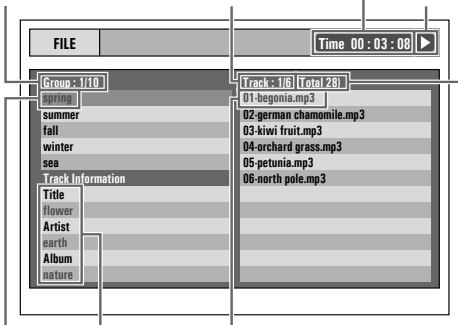 FILE
Time 00 : 03 : 08
Group : 1/10
Track : 1/6 Total 28)
spring
01-begonia.mp3
summer
02-german chamomile.mp3
fall
03-kiwi fruit.mp3
winter
04-orchard grass.mp3
sea
05-petunia.mp3
Track Information
06-north pole.mp3
Title
flower
Artist
earth
Album
nature